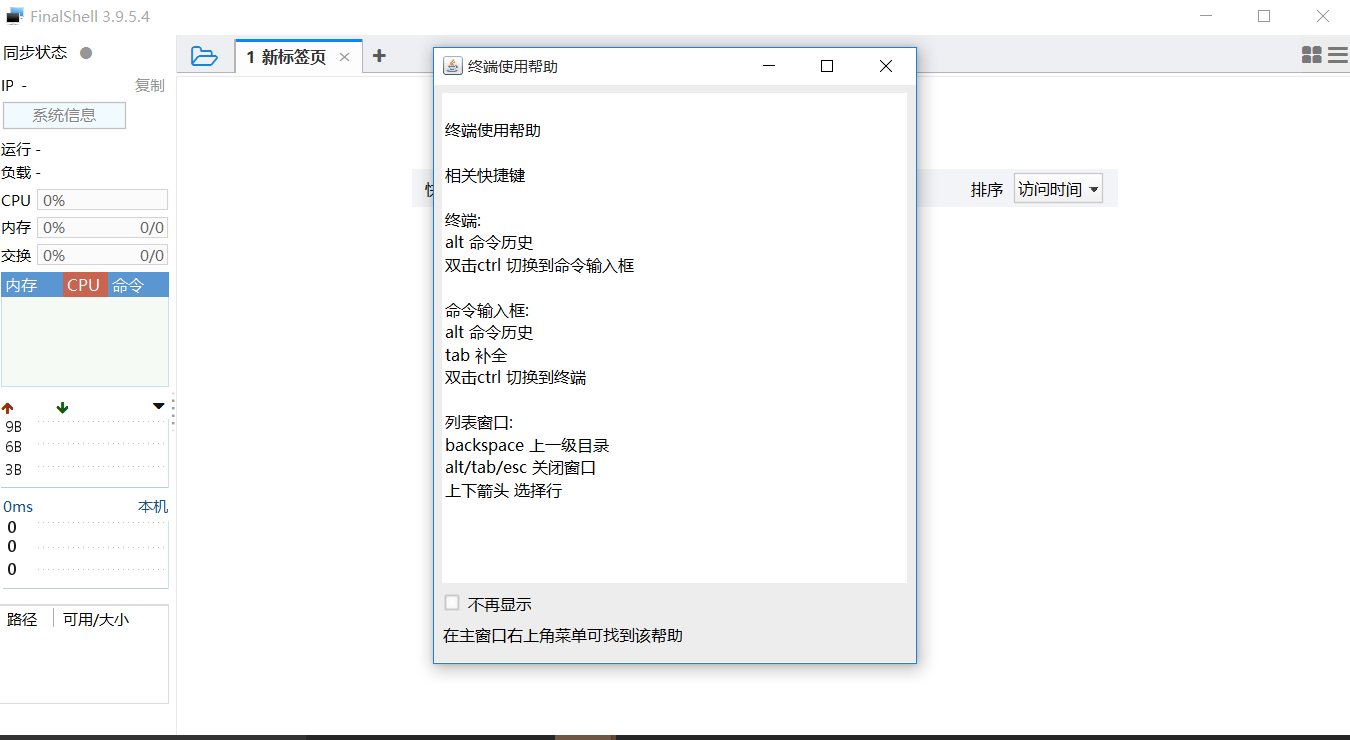 FinalShell 3.9.5.4
同步状态
IP -
复制
系统信息
运行 -
负载 -
CPU 0%
内存 0% 0/0
交换 0% 0/0
内存 CPU 命令
9B
6B
3B
0ms 本机
0
0
0
路径 可用/大小
1 新标签页
排序 访问时间
终端使用帮助
终端使用帮助
相关快捷键
终端:
alt 命令历史
双击ctrl 切换到命令输入框
命令输入框:
alt 命令历史
tab 补全
双击ctrl 切换到终端
列表窗口:
backspace 上一级目录
alt/tab/esc 关闭窗口
上下箭头 选择行
不再显示
在主窗口右上角菜单可找到该帮助